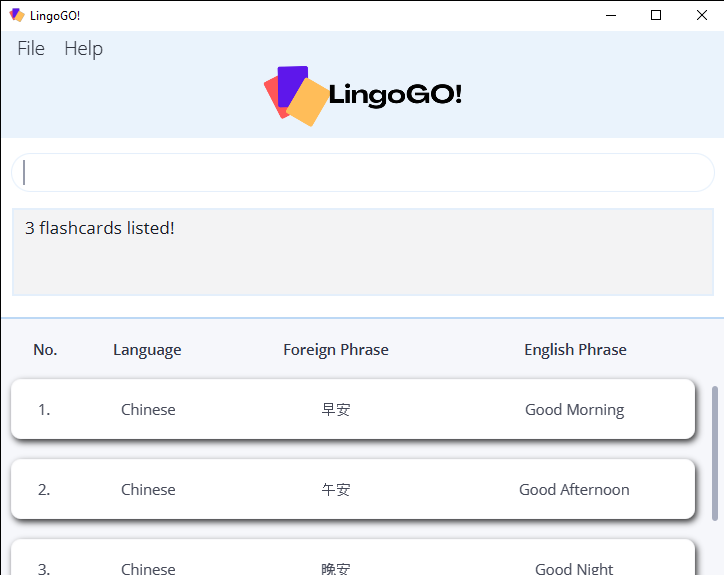 LingoGO!
File Help
LingoGO!
3 flashcards listed!
No. Language Foreign Phrase English Phrase
1. Chinese 早安 Good Morning
2. Chinese 午安 Good Afternoon
3. Chinese 晚安 Good Night